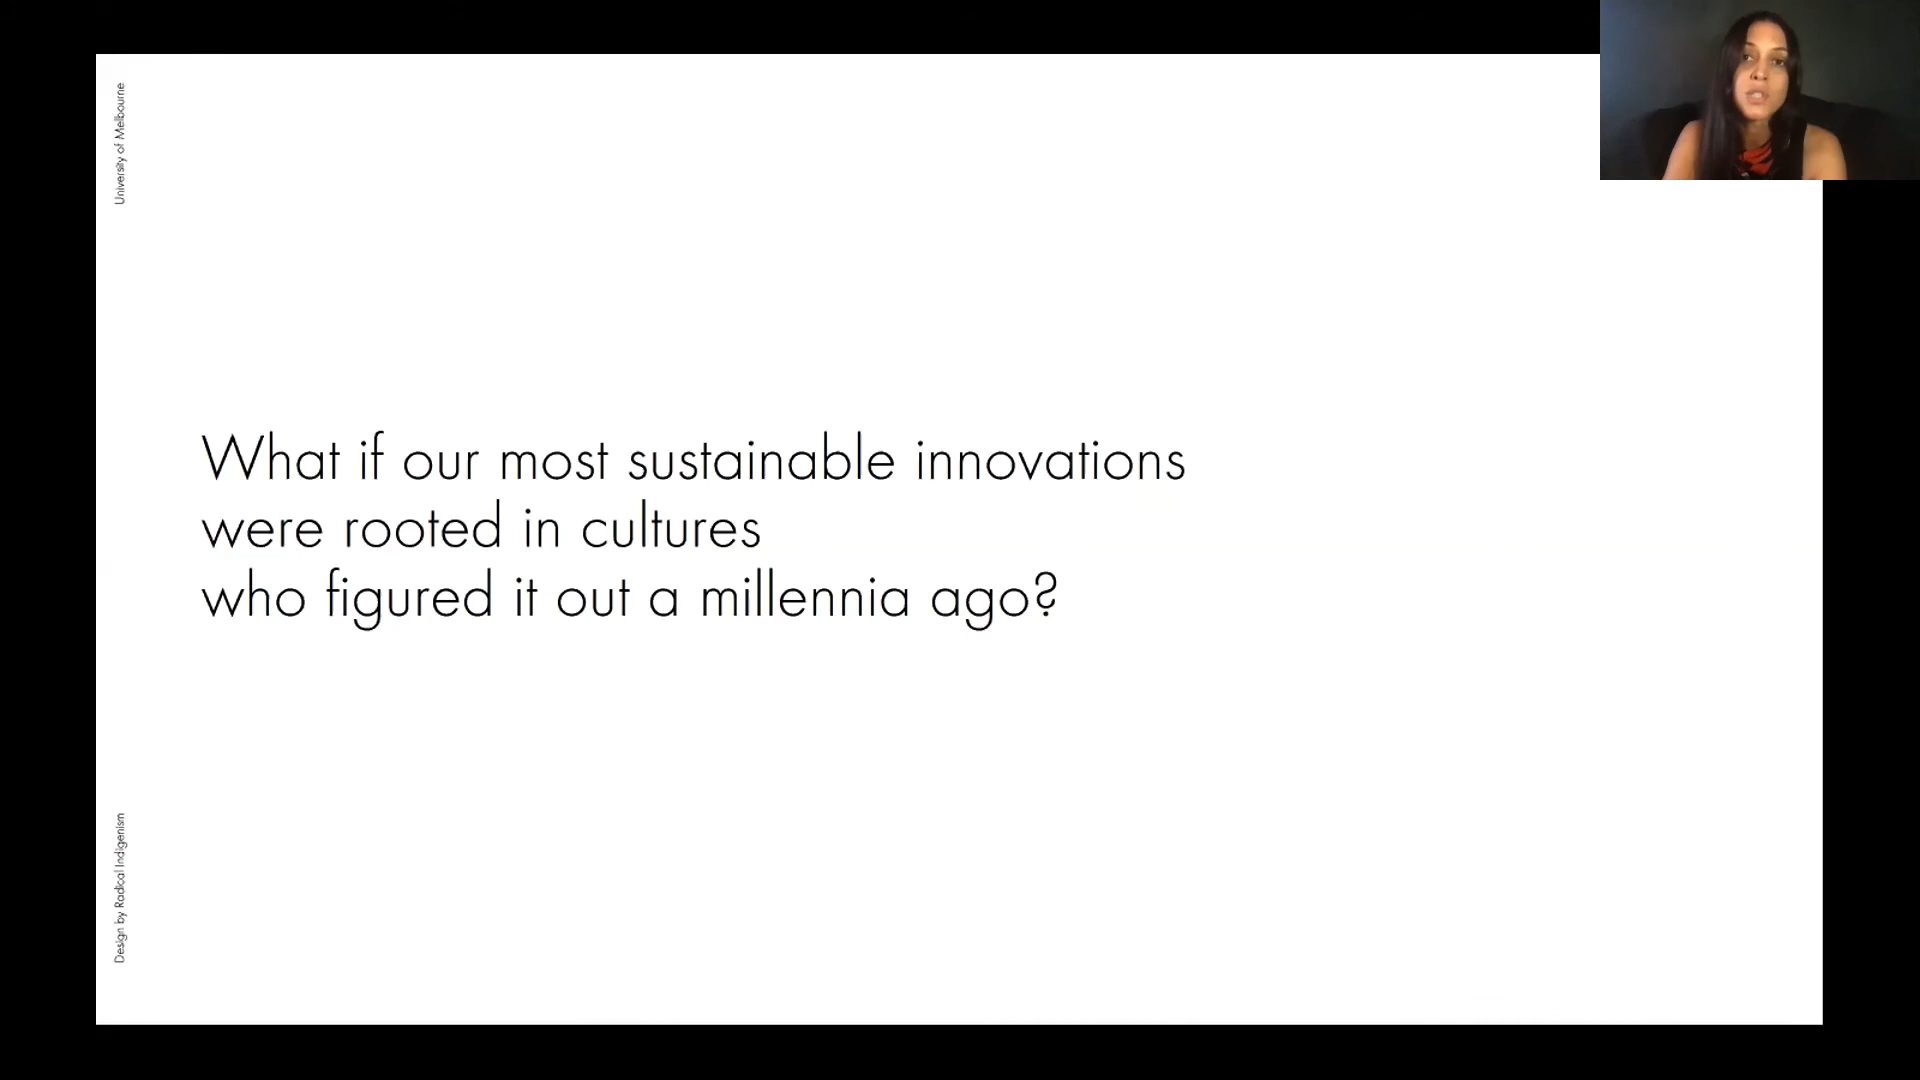 University of Melbourne
What if our most sustainable innovations
were rooted in cultures
who figured it out a millennia ago?
Design by Radical Indigenism